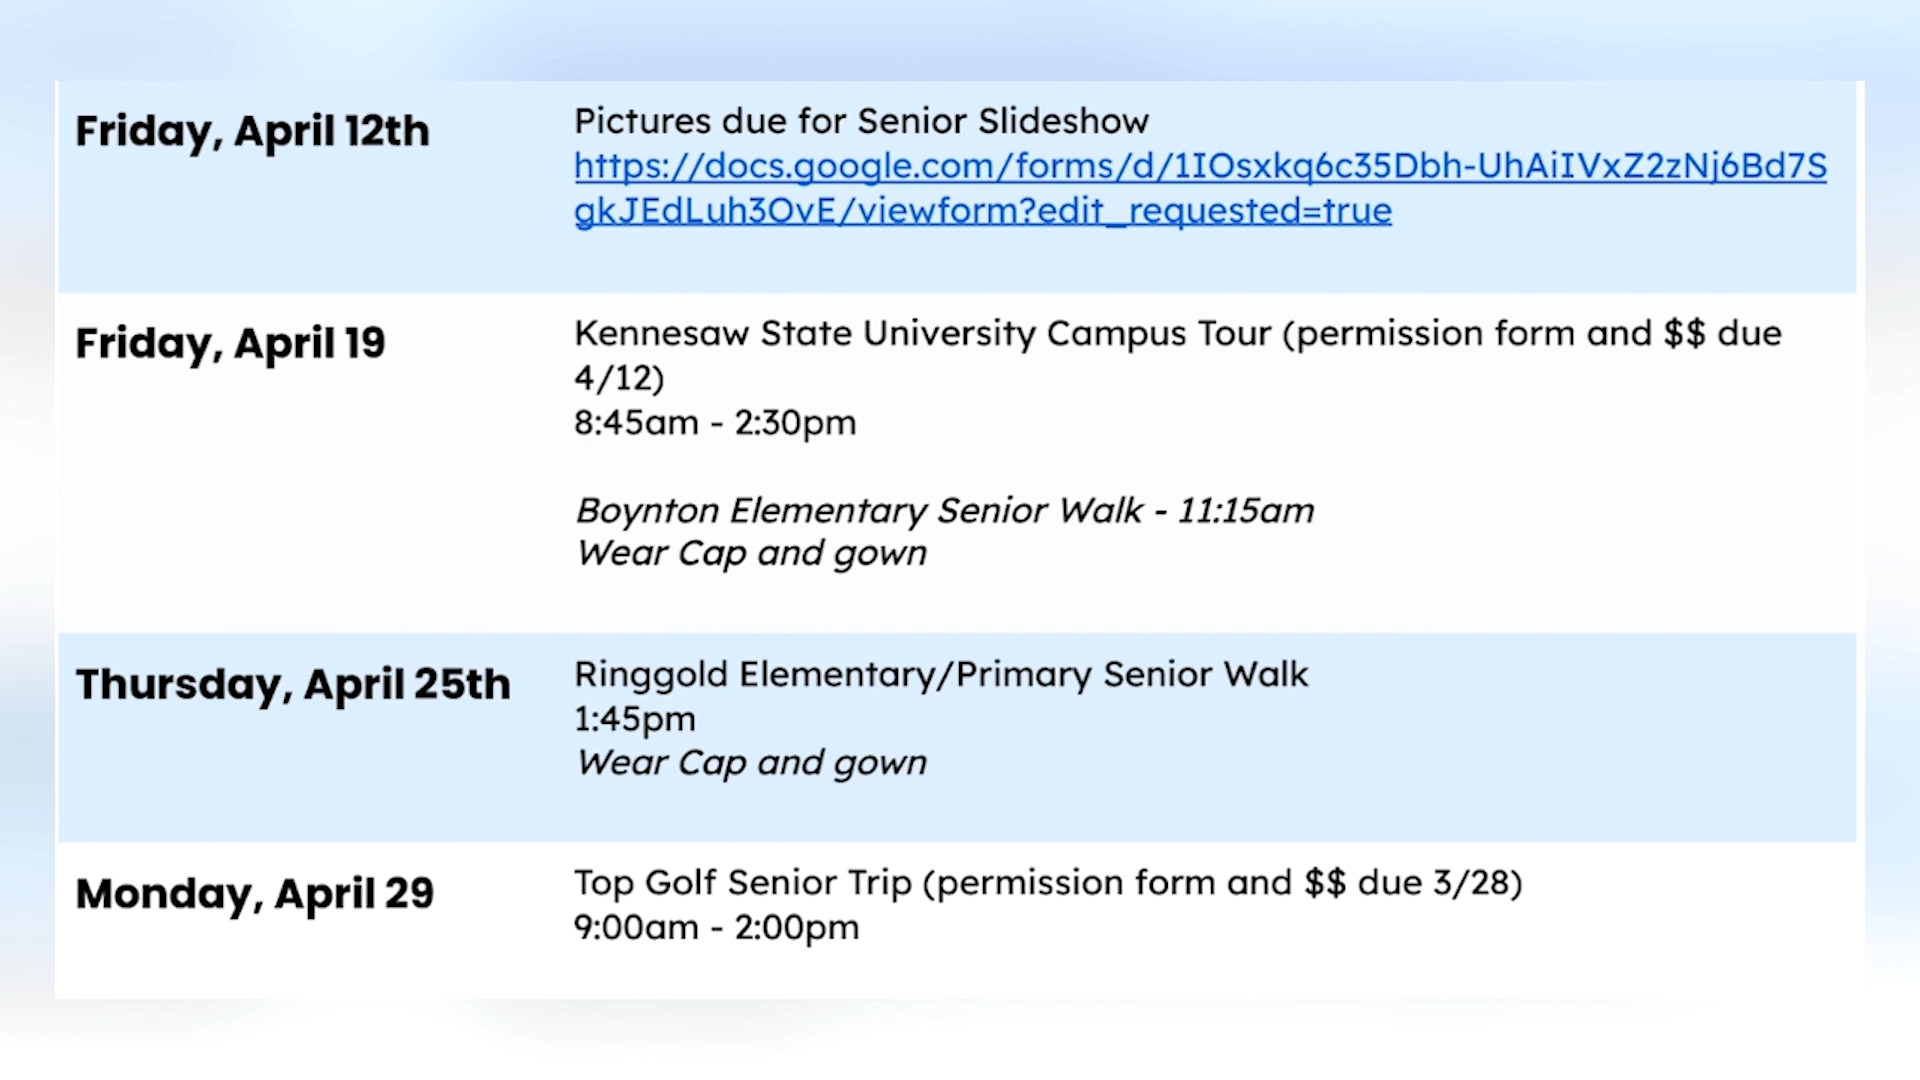 Friday, April 12th
Pictures due for Senior Slideshow
https://docs.google.com/forms/d/1IOsxkq6c35Dbh-UhAiIVxZ2zNj6Bd7S
gkJEdLuh3OvE/viewform?edit_requested=true
Friday, April 19
Kennesaw State University Campus Tour (permission form and $$ due
4/12)
8:45am - 2:30pm
Boynton Elementary Senior Walk - 11:15am
Wear Cap and gown
Thursday, April 25th
Ringgold Elementary/Primary Senior Walk
1:45pm
Wear Cap and gown
Monday, April 29
Top Golf Senior Trip (permission form and $$ due 3/28)
9:00am - 2:00pm